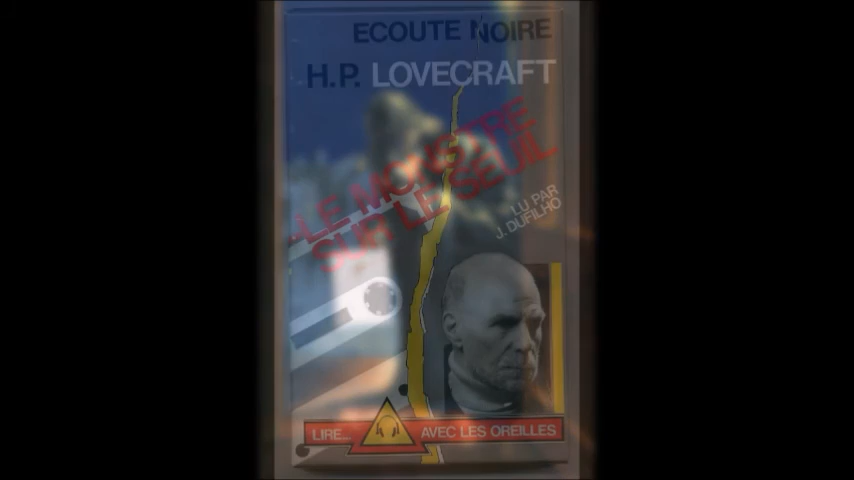 ECOUTE NOIRE
H.P. LOVECRAFT
LE MONSTRE
SUR LE SEUIL
LU PAR
J. DUFILHO
LIRE... AVEC LES OREILLES